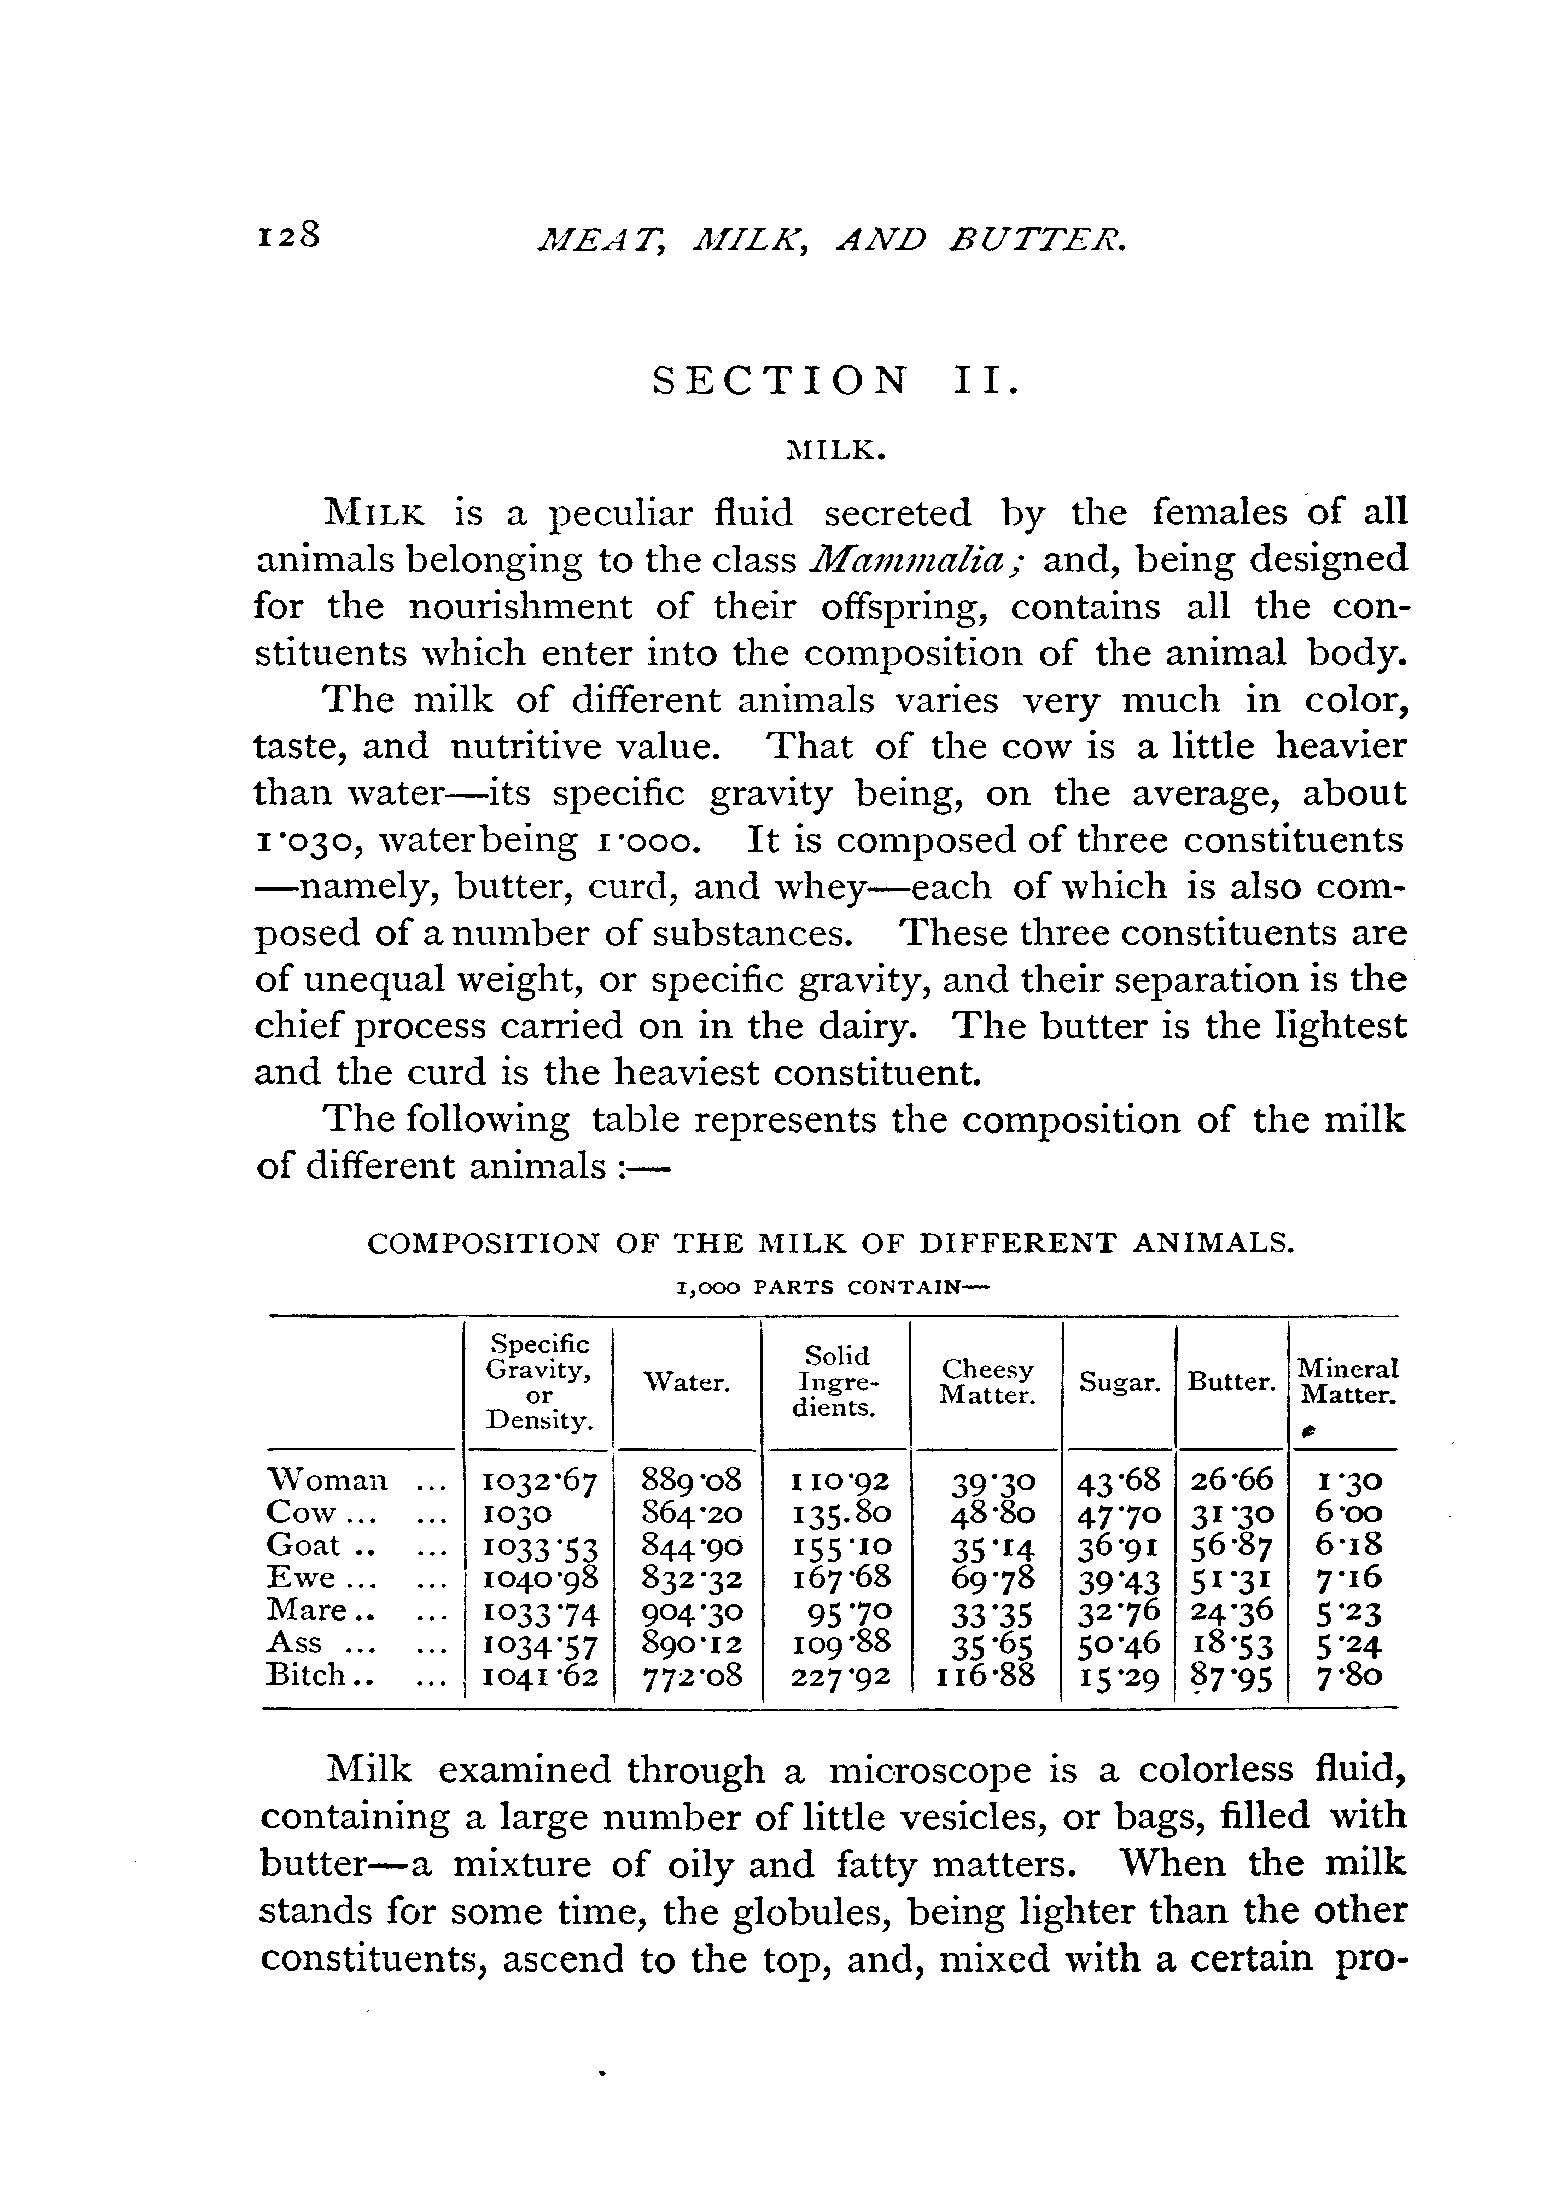 128 MEAT, MILK, AND BUTTER.
SECTION II.
MILK.
MILK is a peculiar fluid secreted by the females of all
animals belonging to the class Mammalia; and, being designed
for the nourishment of their offspring, contains all the con-
stituents which enter into the composition of the animal body.
The milk of different animals varies very much in color,
taste, and nutritive value. That of the cow is a little heavier
than water—its specific gravity being, on the average, about
1·030, waterbeing 1·000. It is composed of three constituents
—namely, butter, curd, and whey—each of which is also com-
posed of a number of substances. These three constituents are
of unequal weight, or specific gravity, and their separation is the
chief process carried on in the dairy. The butter is the lightest
and the curd is the heaviest constituent.
The following table represents the composition of the milk
of different animals :—
COMPOSITION OF THE MILK OF DIFFERENT ANIMALS.
1,000 PARTS CONTAIN—
Specific Gravity, or Density. Water. Solid Ingre-dients. Cheesy Matter. Sugar. Butter. Mineral Matter.
Woman ... 1032·67 889·08 110·92 39·30 43·68 26·66 1·30
Cow ... ... 1030 864·20 135·80 48·80 47·70 31·30 6·00
Goat .. ... 1033·53 844·90 155·10 35·14 36·91 56·87 6·18
Ewe ... ... 1040·98 832·32 167·68 69·78 39·43 51·31 7·16
Mare .. ... 1033·74 904·30 95·70 33·35 32·76 24·36 5·23
Ass ... ... 1034·57 890·12 109·88 35·65 50·46 18·53 5·24
Bitch .. ... 1041·62 772·08 227·92 116·88 15·29 87·95 7·80
Milk examined through a microscope is a colorless fluid,
containing a large number of little vesicles, or bags, filled with
butter—a mixture of oily and fatty matters. When the milk
stands for some time, the globules, being lighter than the other
constituents, ascend to the top, and, mixed with a certain pro-